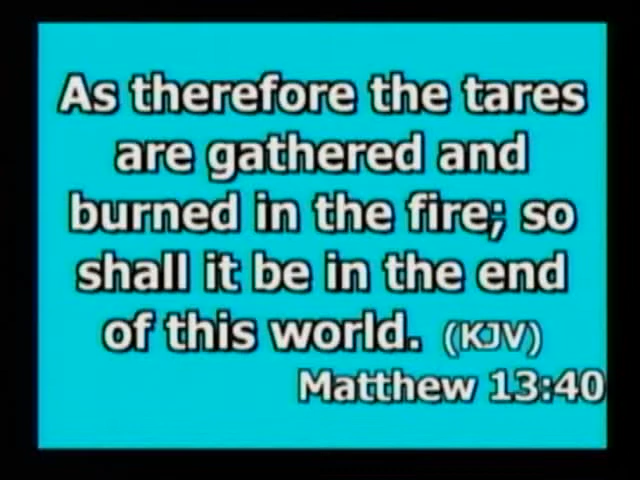 As therefore the tares
are gathered and
burned in the fire; so
shall it be in the end
of this world. (KJV)
Matthew 13:40